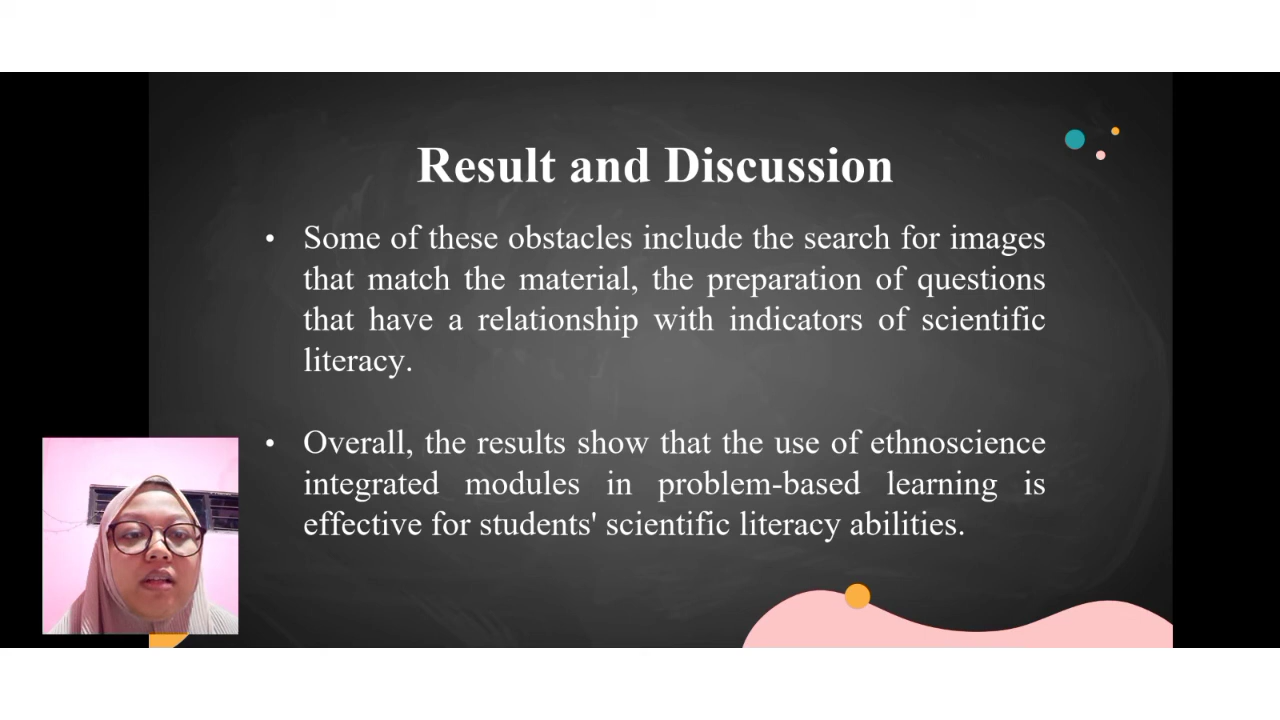 Result and Discussion
• Some of these obstacles include the search for images
that match the material, the preparation of questions
that have a relationship with indicators of scientific
literacy.
• Overall, the results show that the use of ethnoscience
integrated modules in problem-based learning is
effective for students' scientific literacy abilities.